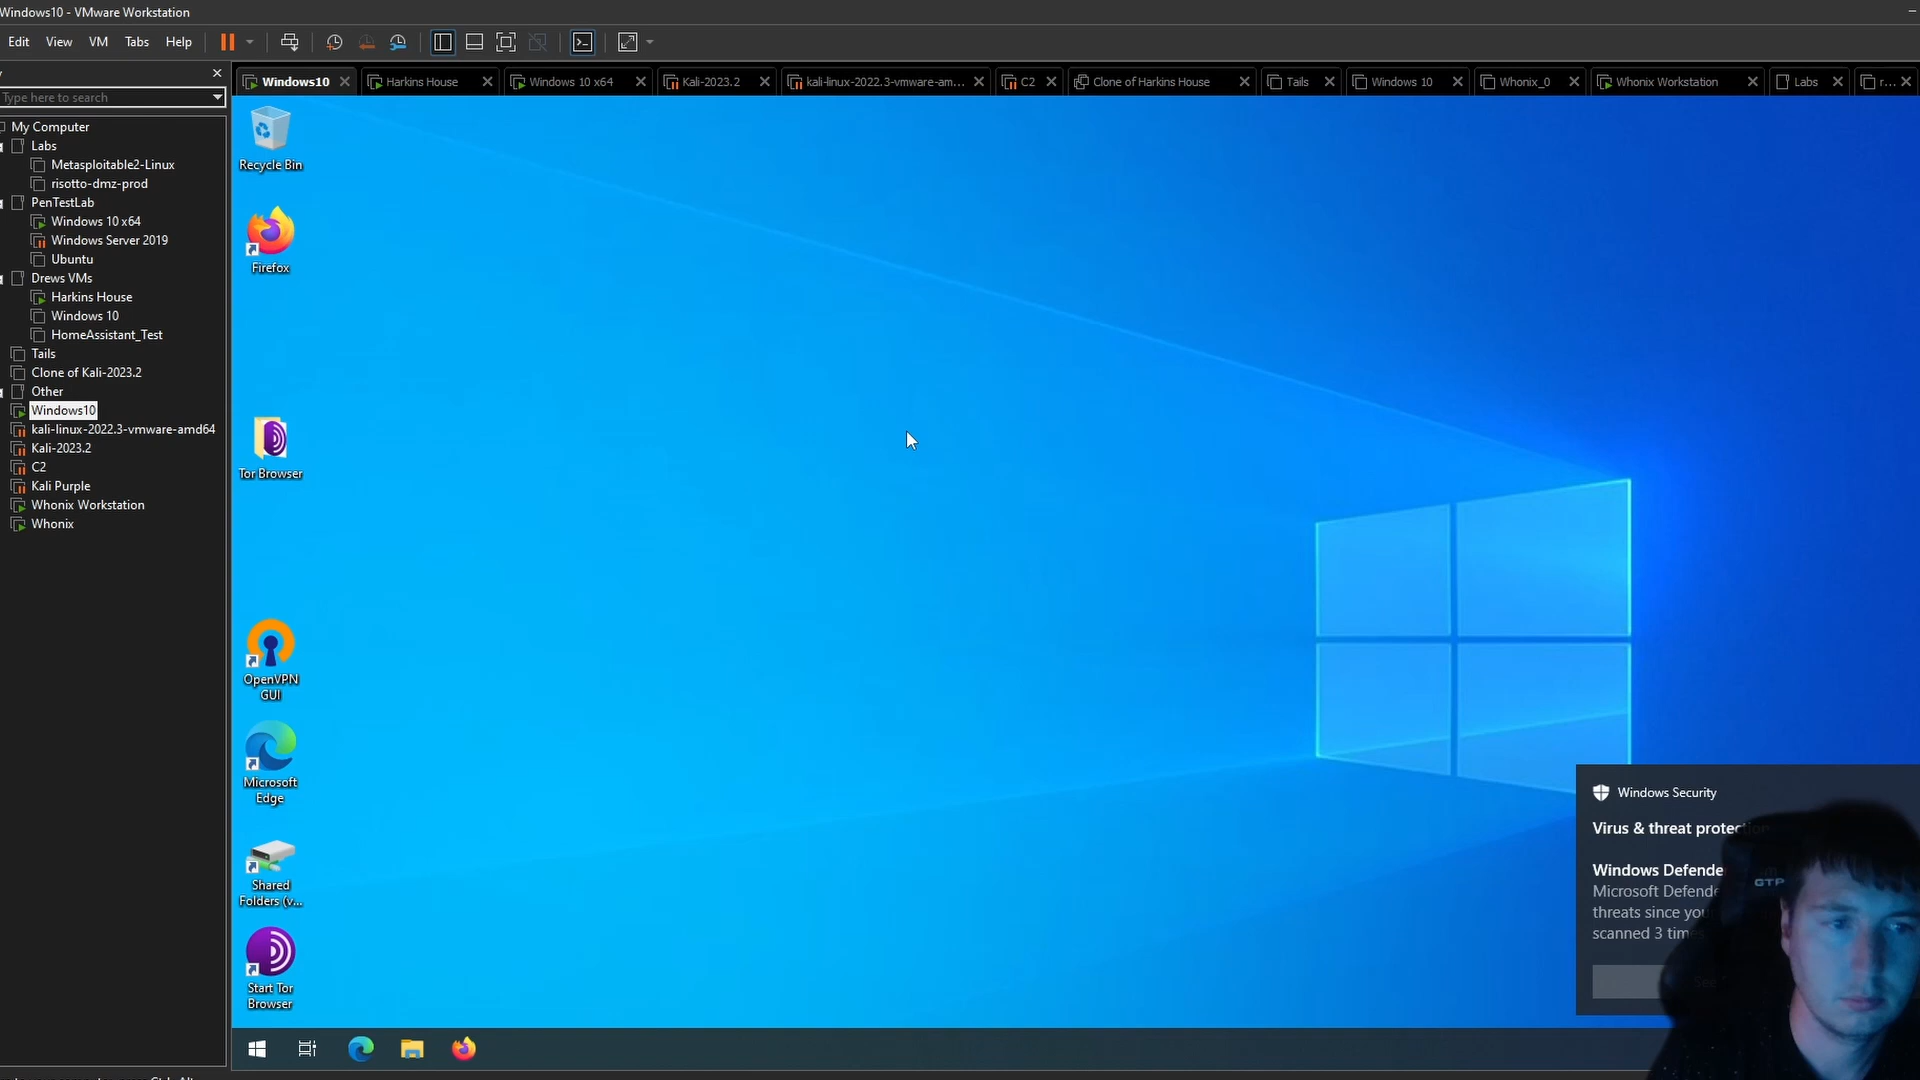 Windows10 - VMware Workstation
Edit View VM Tabs Help
Type here to search
Windows10
Harkins House
Windows 10 x64
Kali-2023.2
kali-linux-2022.3-vmware-am...
C2
Clone of Harkins House
Tails
Windows 10
Whonix_0
Whonix Workstation
Labs
r...
My Computer
Labs
Metasploitable2-Linux
risotto-dmz-prod
PenTestLab
Windows 10 x64
Windows Server 2019
Ubuntu
Drews VMs
Harkins House
Windows 10
HomeAssistant_Test
Tails
Clone of Kali-2023.2
Other
Windows10
kali-linux-2022.3-vmware-amd64
Kali-2023.2
C2
Kali Purple
Whonix Workstation
Whonix
Recycle Bin
Firefox
Tor Browser
OpenVPN
GUI
Microsoft
Edge
Shared
Folders (v...
Start Tor
Browser
Windows Security
Virus & threat protection
Windows Defende
Microsoft Defende
threats since you
scanned 3 times
See
GTP